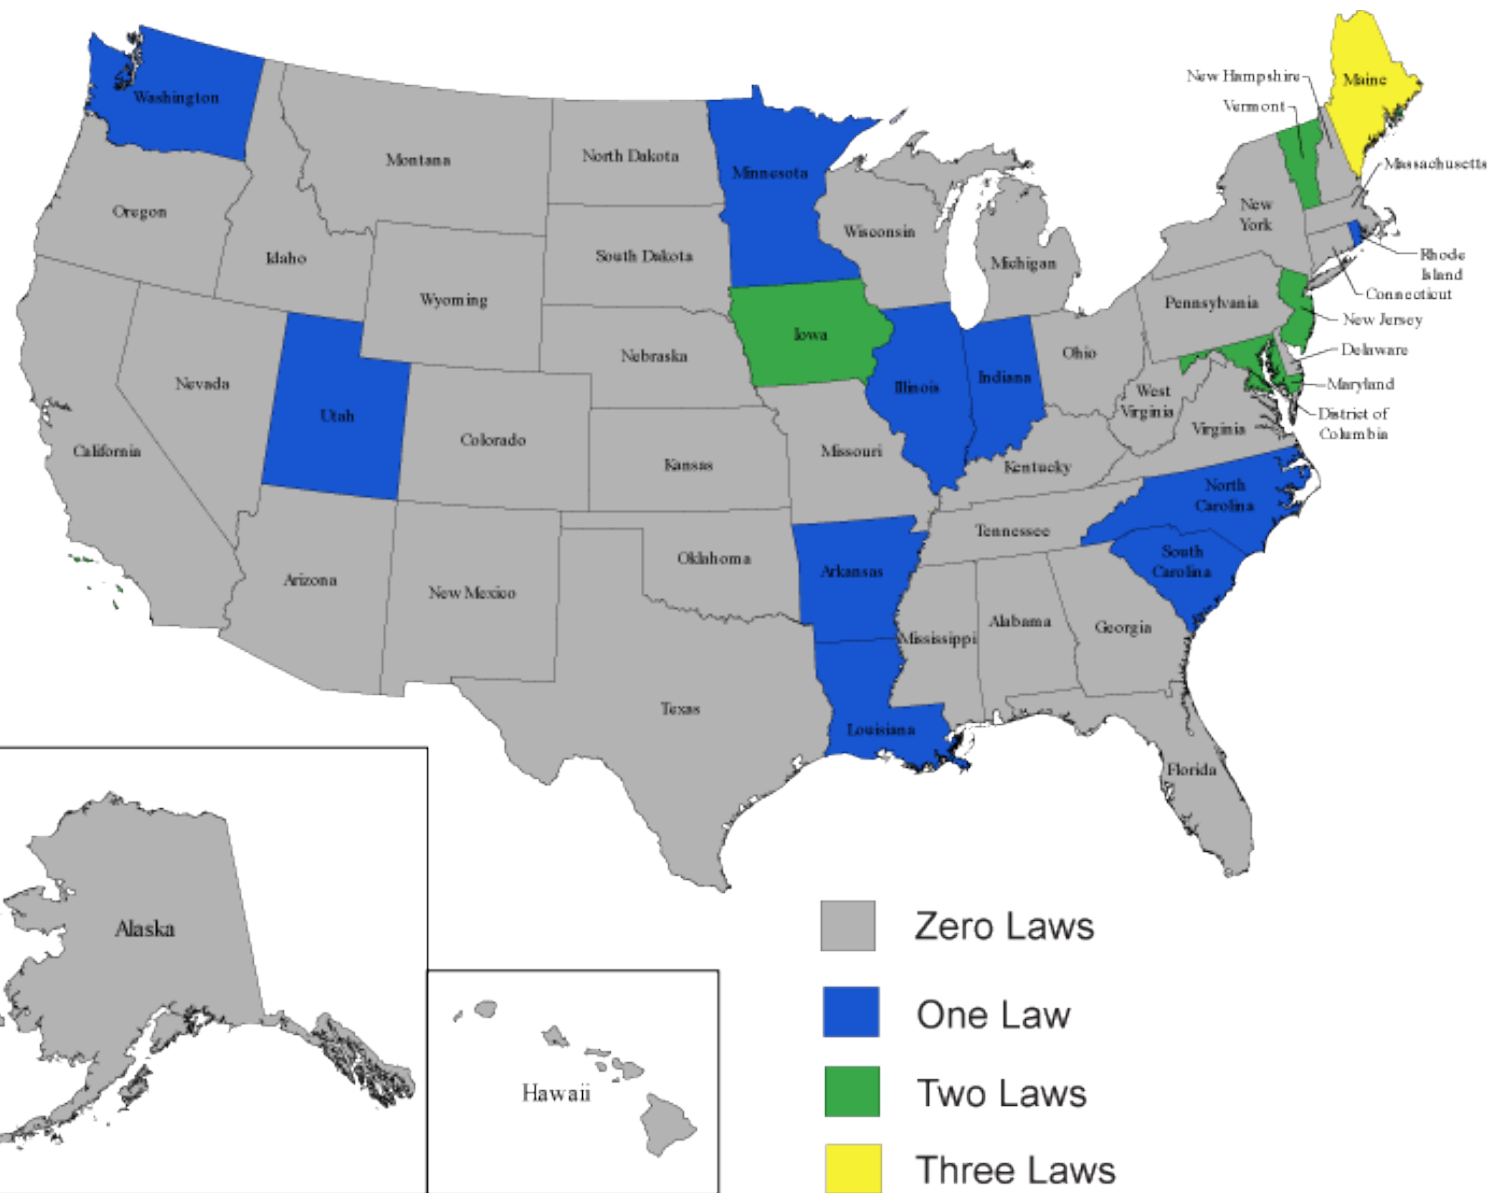 Washington
Montana
North Dakota
Minnesota
New Hampshire
Maine
Vermont
Massachusetts
Oregon
Idaho
South Dakota
Wisconsin
Michigan
New
York
Rhode
Island
Connecticut
Wyoming
Iowa
Pennsylvania
New Jersey
Nevada
Nebraska
Illinois
Indiana
Ohio
Delaware
Maryland
West
Virginia
District of
Columbia
Utah
Colorado
California
Kansas
Missouri
Kentucky
Virginia
North
Carolina
Tennessee
South
Carolina
Arizona
New Mexico
Oklahoma
Arkansas
Mississippi
Alabama
Georgia
Texas
Louisiana
Florida
Alaska
Hawaii
Zero Laws
One Law
Two Laws
Three Laws